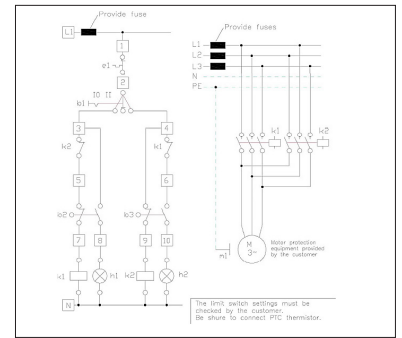 Provide fuse
L1
1
e1
2
I0 II
b1
3
4
k2
k1
5
6
b2
b3
7
8
9
10
k1
h1
k2
h2
N
Provide fuses
L1
L2
L3
N
PE
k1
k2
M
3~
m1
Motor protection
equipment provided
by the customer
The limit switch settings must be
checked by the customer.
Be shure to connect PTC thermistor.